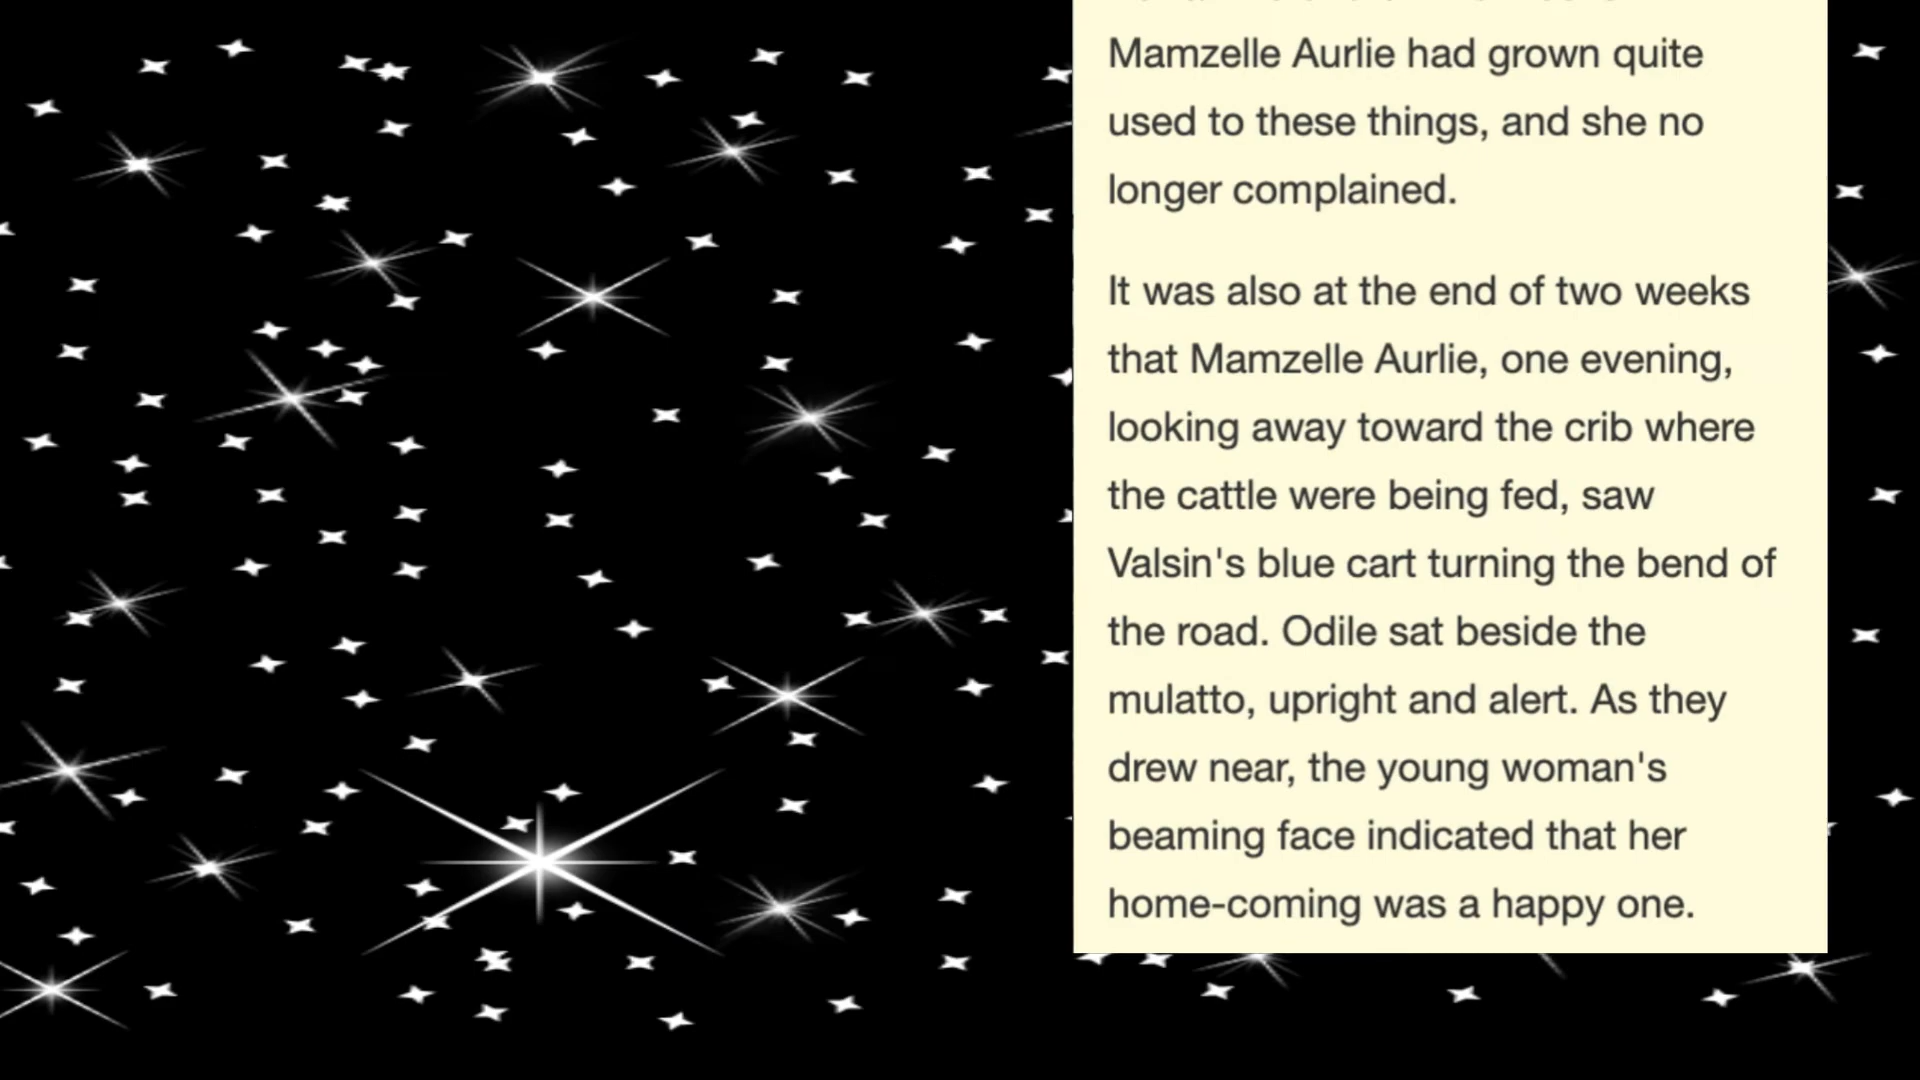 Mamzelle Aurlie had grown quite
used to these things, and she no
longer complained.
It was also at the end of two weeks
that Mamzelle Aurlie, one evening,
looking away toward the crib where
the cattle were being fed, saw
Valsin's blue cart turning the bend of
the road. Odile sat beside the
mulatto, upright and alert. As they
drew near, the young woman's
beaming face indicated that her
home-coming was a happy one.